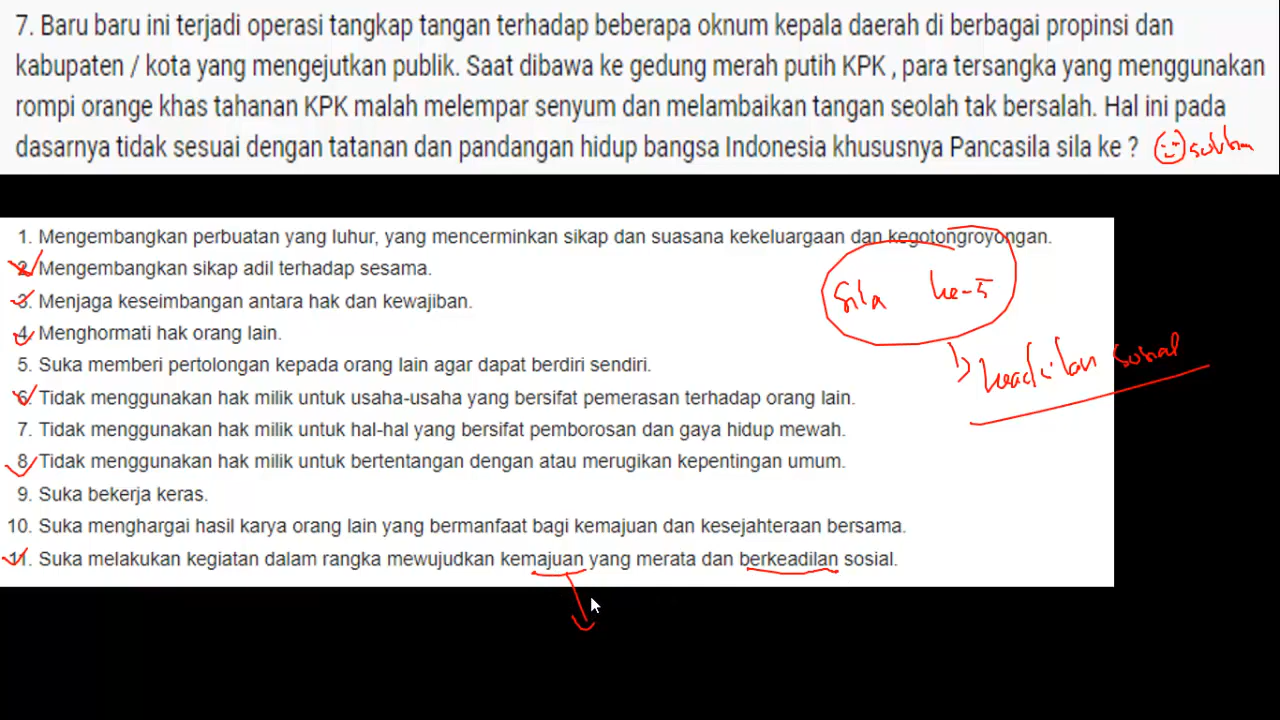 7. Baru baru ini terjadi operasi tangkap tangan terhadap beberapa oknum kepala daerah di berbagai propinsi dan
kabupaten / kota yang mengejutkan publik. Saat dibawa ke gedung merah putih KPK , para tersangka yang menggunakan
rompi orange khas tahanan KPK malah melempar senyum dan melambaikan tangan seolah tak bersalah. Hal ini pada
dasarnya tidak sesuai dengan tatanan dan pandangan hidup bangsa Indonesia khususnya Pancasila sila ke ?
1. Mengembangkan perbuatan yang luhur, yang mencerminkan sikap dan suasana kekeluargaan dan kegotongroyongan.
2. Mengembangkan sikap adil terhadap sesama.
3. Menjaga keseimbangan antara hak dan kewajiban.
4. Menghormati hak orang lain.
5. Suka memberi pertolongan kepada orang lain agar dapat berdiri sendiri.
6. Tidak menggunakan hak milik untuk usaha-usaha yang bersifat pemerasan terhadap orang lain.
7. Tidak menggunakan hak milik untuk hal-hal yang bersifat pemborosan dan gaya hidup mewah.
8. Tidak menggunakan hak milik untuk bertentangan dengan atau merugikan kepentingan umum.
9. Suka bekerja keras.
10. Suka menghargai hasil karya orang lain yang bermanfaat bagi kemajuan dan kesejahteraan bersama.
11. Suka melakukan kegiatan dalam rangka mewujudkan kemajuan yang merata dan berkeadilan sosial.
Sila ke-5
keadilan sosial